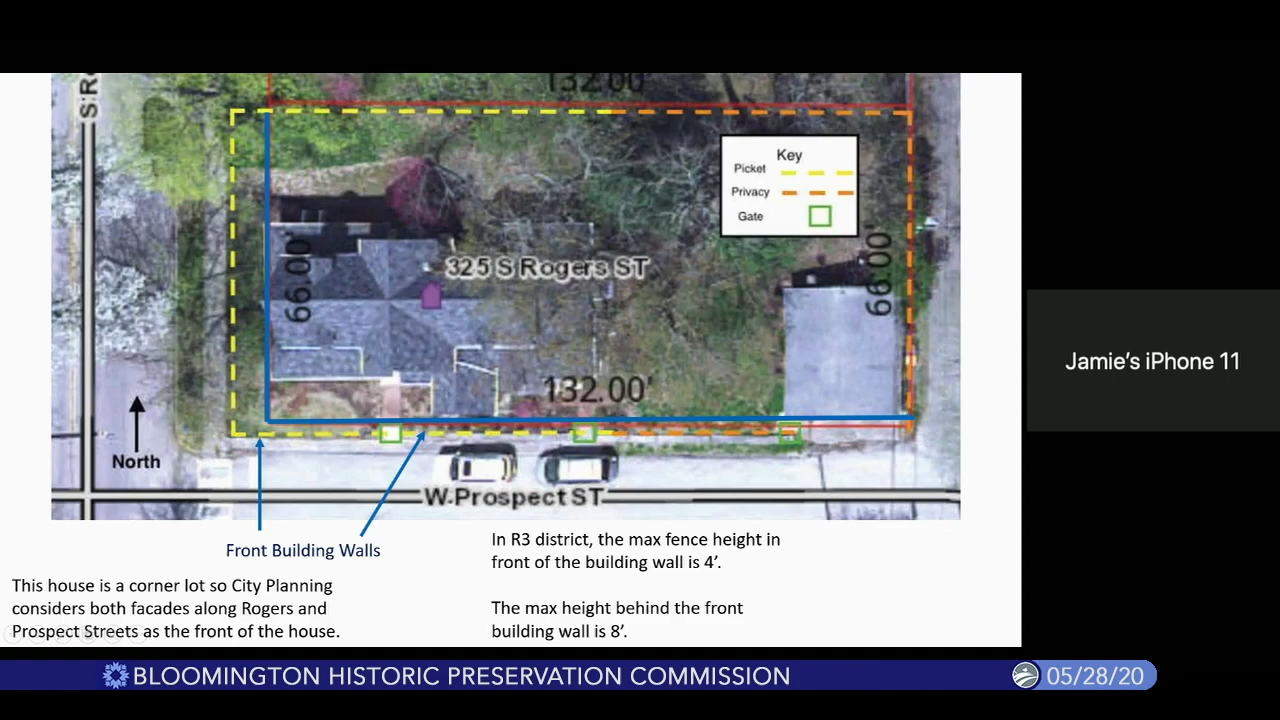 S R
132.00'
Key
Picket
Privacy
Gate
325 S Rogers ST
66.00'
66.00'
132.00'
North
W Prospect ST
Front Building Walls
In R3 district, the max fence height in
front of the building wall is 4’.
This house is a corner lot so City Planning
considers both facades along Rogers and
Prospect Streets as the front of the house.
The max height behind the front
building wall is 8’.
Jamie’s iPhone 11
BLOOMINGTON HISTORIC PRESERVATION COMMISSION
05/28/20